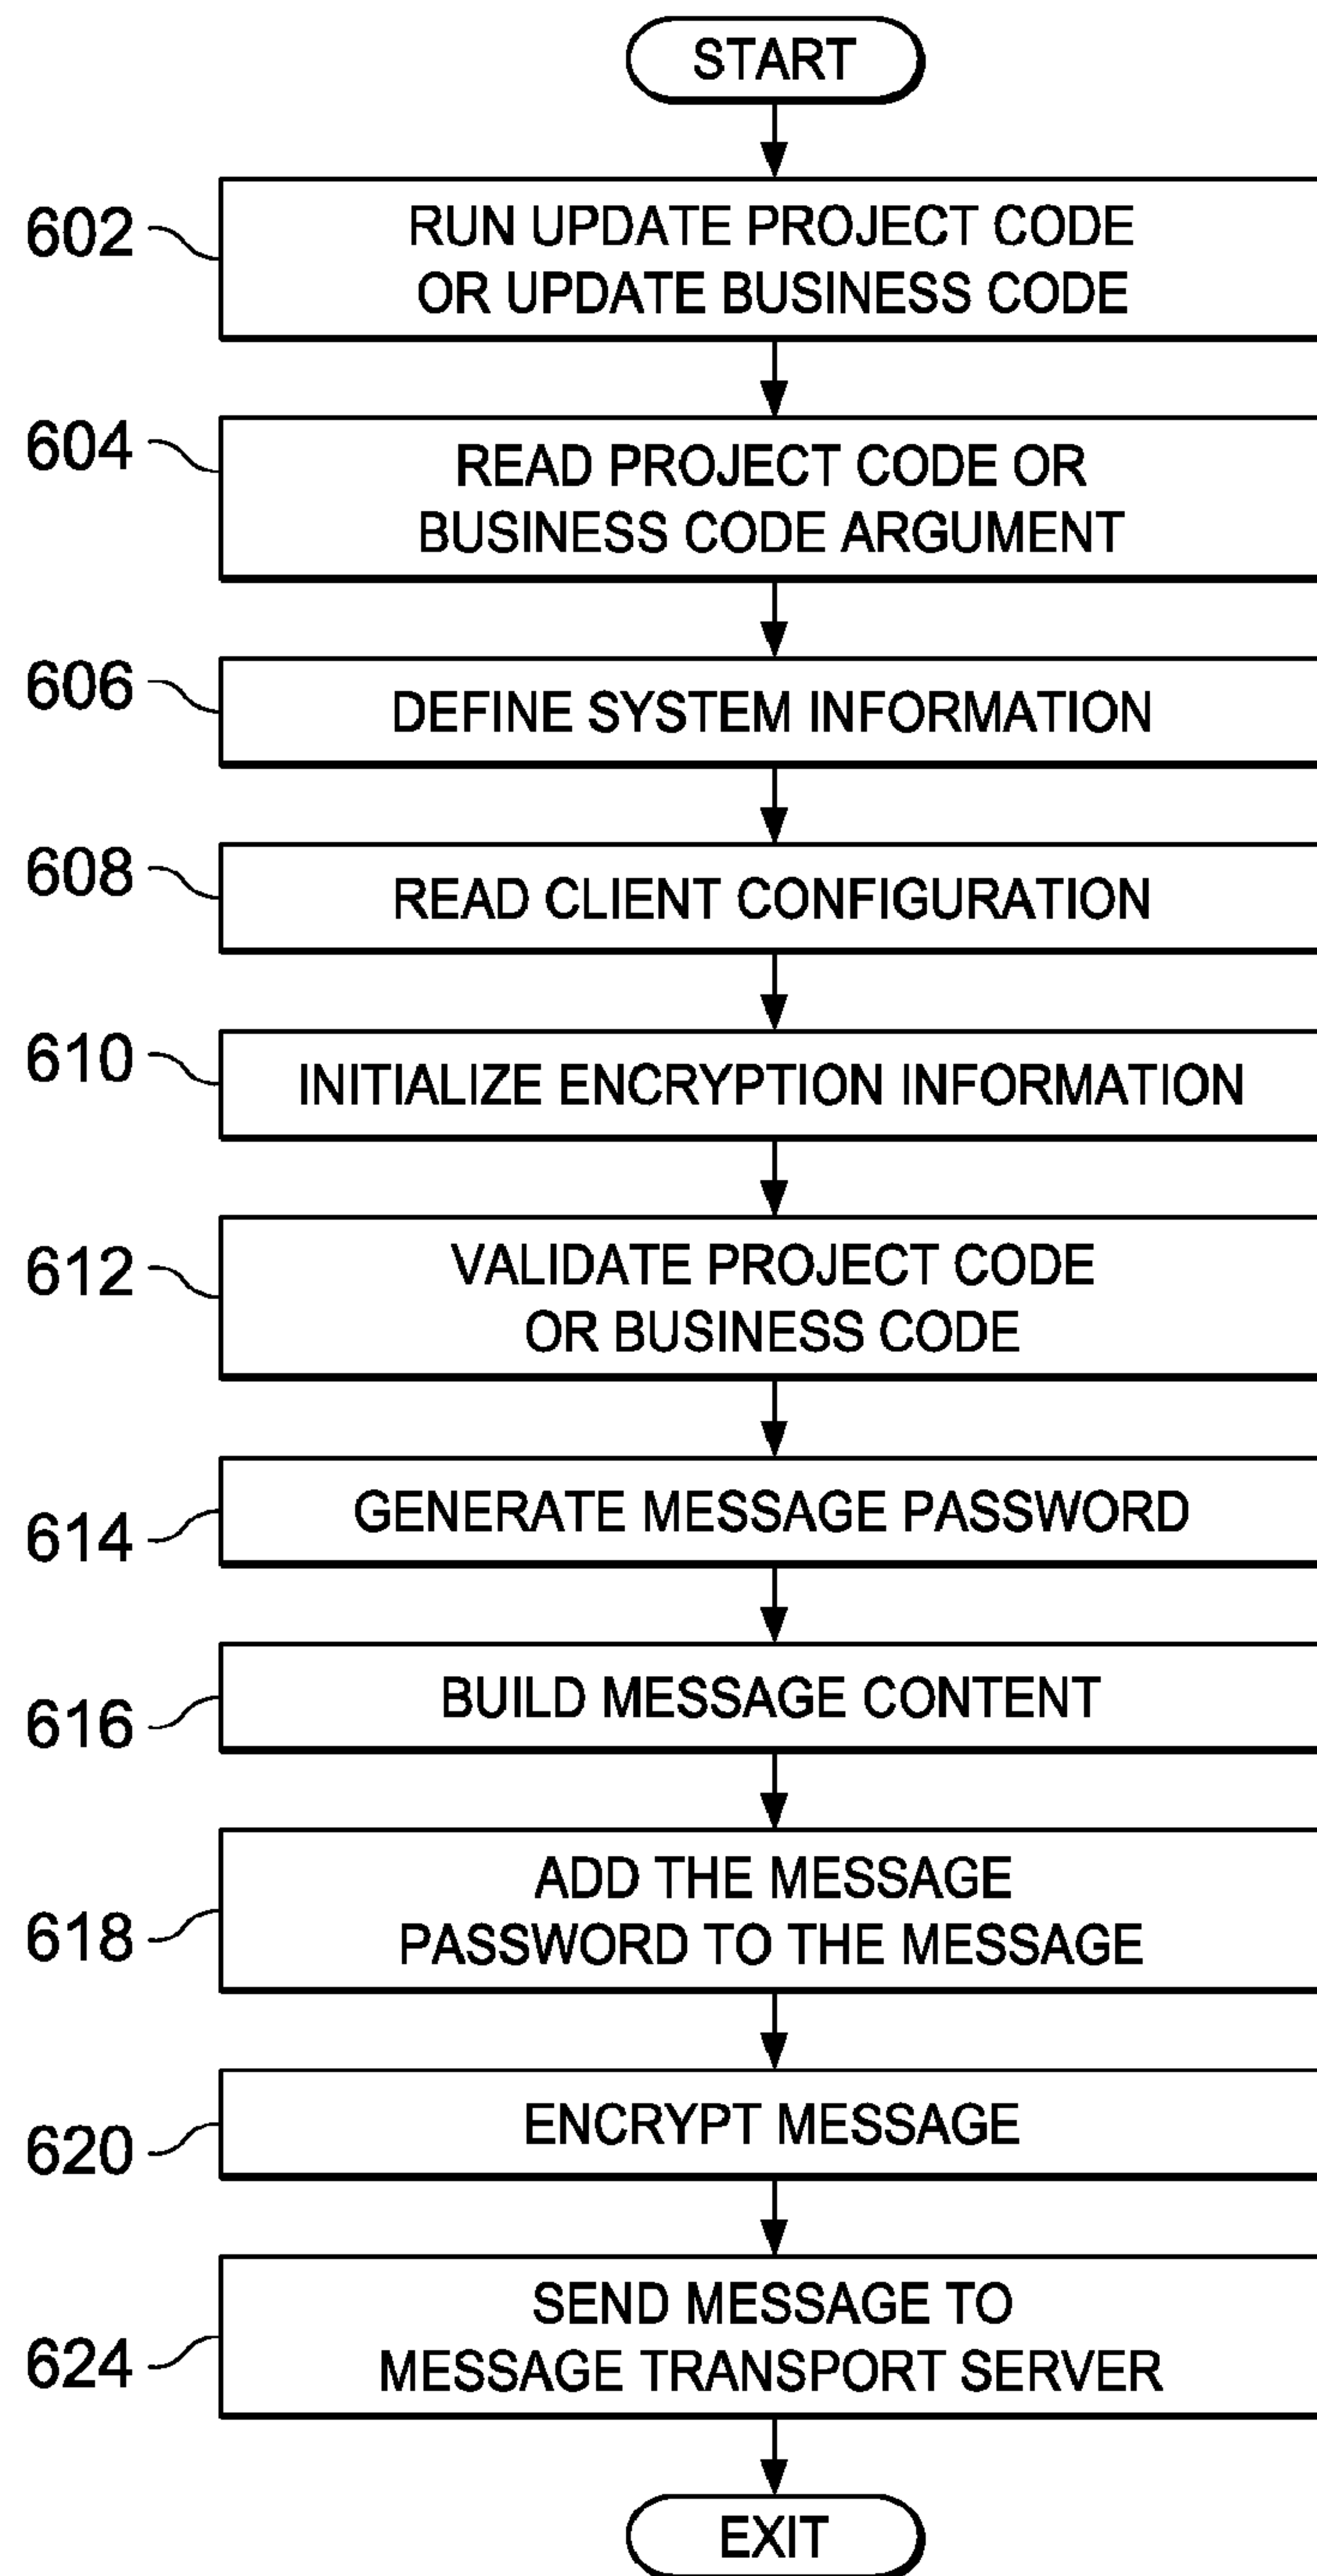 START
602
RUN UPDATE PROJECT CODE
OR UPDATE BUSINESS CODE
604
READ PROJECT CODE OR
BUSINESS CODE ARGUMENT
606
DEFINE SYSTEM INFORMATION
608
READ CLIENT CONFIGURATION
610
INITIALIZE ENCRYPTION INFORMATION
612
VALIDATE PROJECT CODE
OR BUSINESS CODE
614
GENERATE MESSAGE PASSWORD
616
BUILD MESSAGE CONTENT
618
ADD THE MESSAGE
PASSWORD TO THE MESSAGE
620
ENCRYPT MESSAGE
624
SEND MESSAGE TO
MESSAGE TRANSPORT SERVER
EXIT